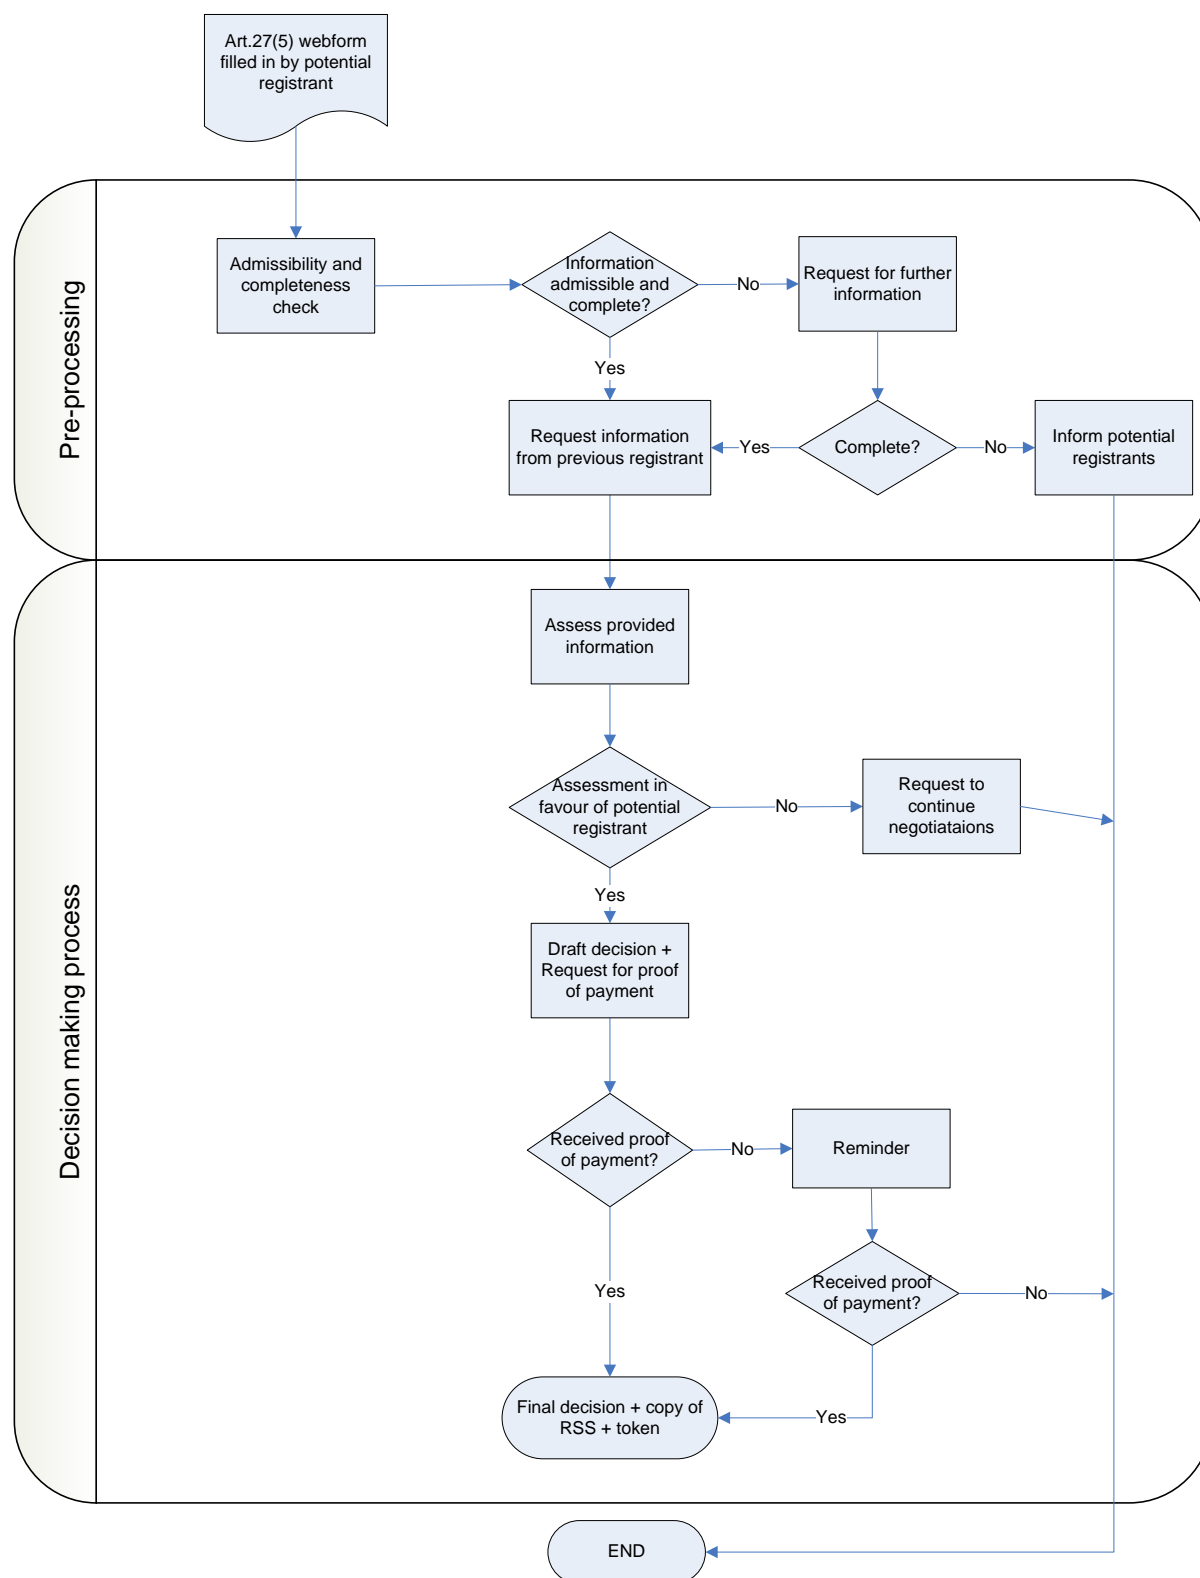 Art.27(5) webform
filled in by potential
registrant
Pre-processing
Admissibility and
completeness
check
Information
admissible and
complete?
No
Request for further
information
Yes
Request information
from previous registrant
Yes
Complete?
No
Inform potential
registrants
Decision making process
Assess provided
information
Assessment in
favour of potential
registrant
No
Request to
continue
negotiataions
Yes
Draft decision +
Request for proof
of payment
Received proof
of payment?
No
Reminder
Yes
Received proof
of payment?
No
Final decision + copy of
RSS + token
Yes
END